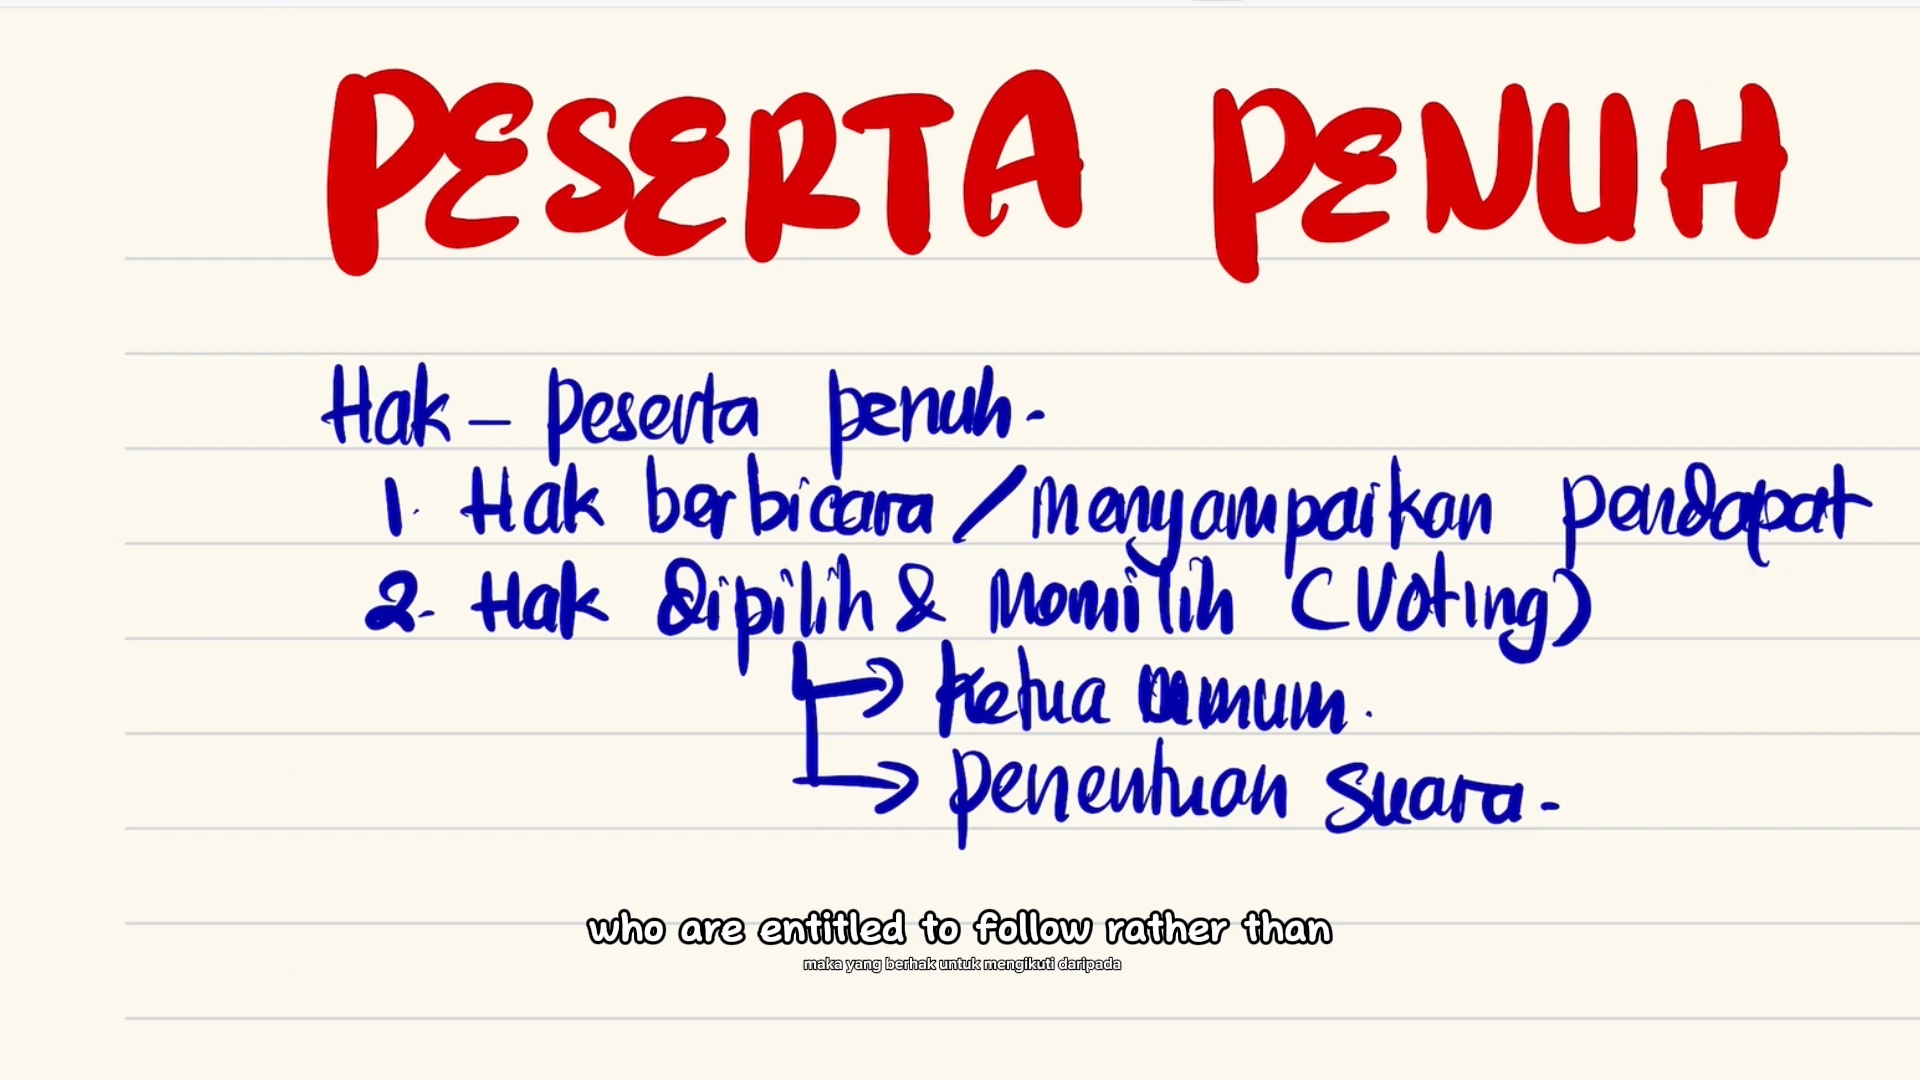 PESERTA PENUH
Hak - Peserta penuh.
1. Hak berbicara / Menyampaikan pendapat
2. Hak dipilih & Memilih (Voting)
→ Ketua umum.
→ Penentuan Suara.
who are entitled to follow rather than
maka yang berhak untuk mengikuti daripada